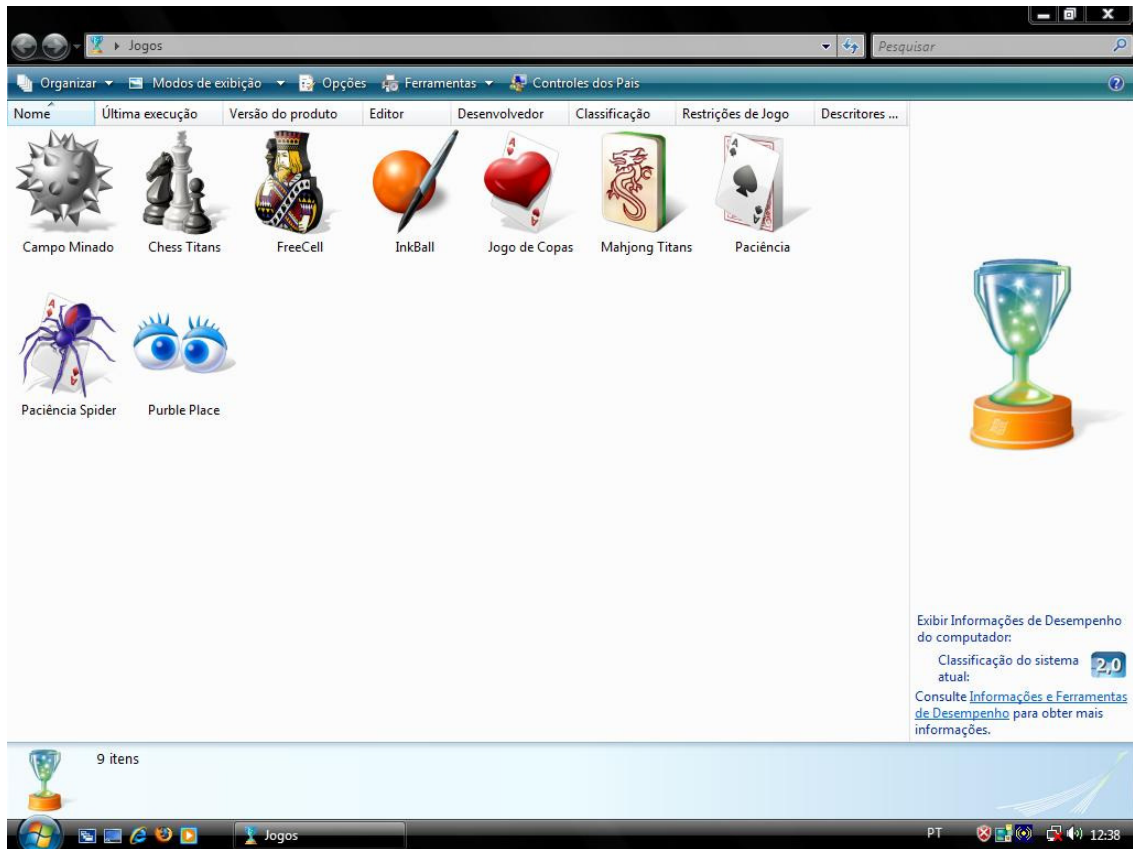 Jogos
Pesquisar
Organizar Modos de exibição Opções Ferramentas Controles dos Pais
Nome Última execução Versão do produto Editor Desenvolvedor Classificação Restrições de Jogo Descritores ...
Campo Minado Chess Titans FreeCell InkBall Jogo de Copas Mahjong Titans Paciência
Paciência Spider Purble Place
Exibir Informações de Desempenho
do computador:
Classificação do sistema
atual:
2,0
Consulte Informações e Ferramentas
de Desempenho para obter mais
informações.
9 itens
Jogos
PT 12:38